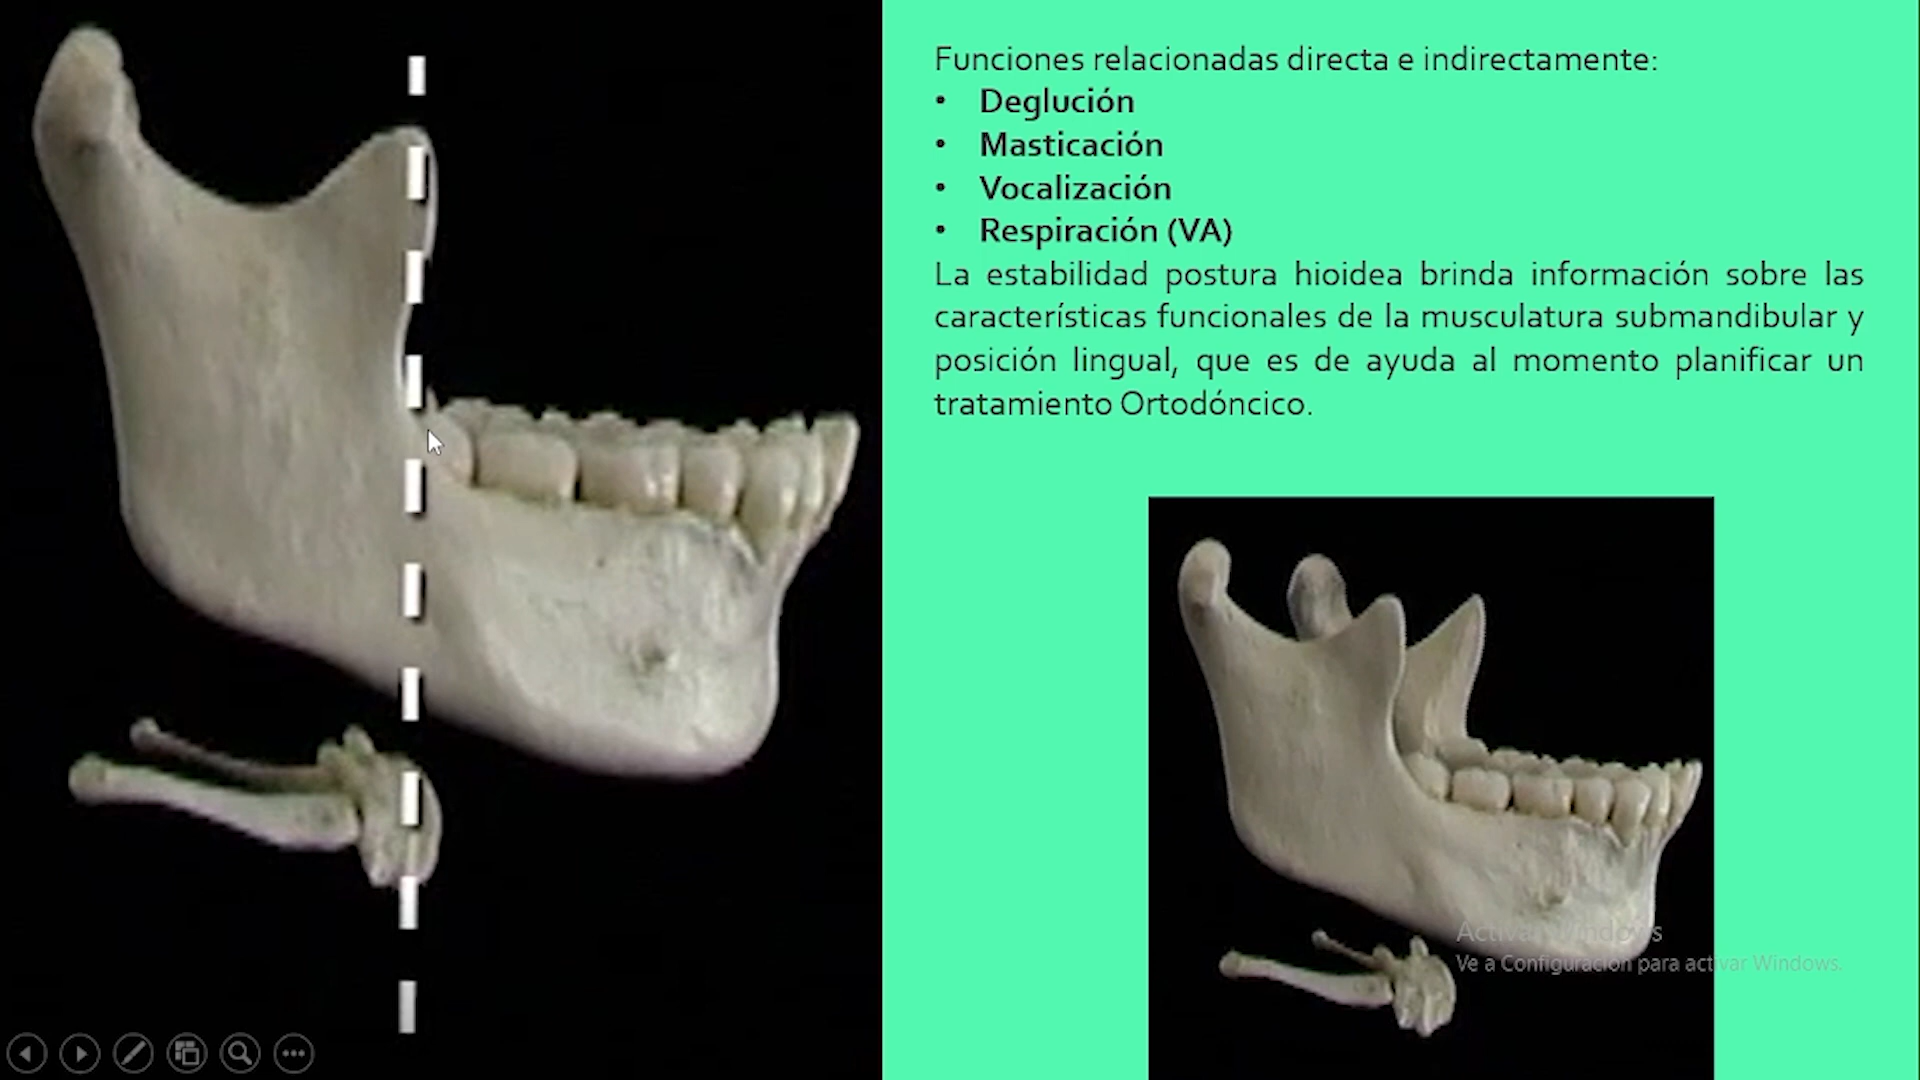 Funciones relacionadas directa e indirectamente:
• Deglución
• Masticación
• Vocalización
• Respiración (VA)
La estabilidad postura hioidea brinda información sobre las
características funcionales de la musculatura submandibular y
posición lingual, que es de ayuda al momento planificar un
tratamiento Ortodóncico.
Activar Windows
Ve a Configuración para activar Windows.